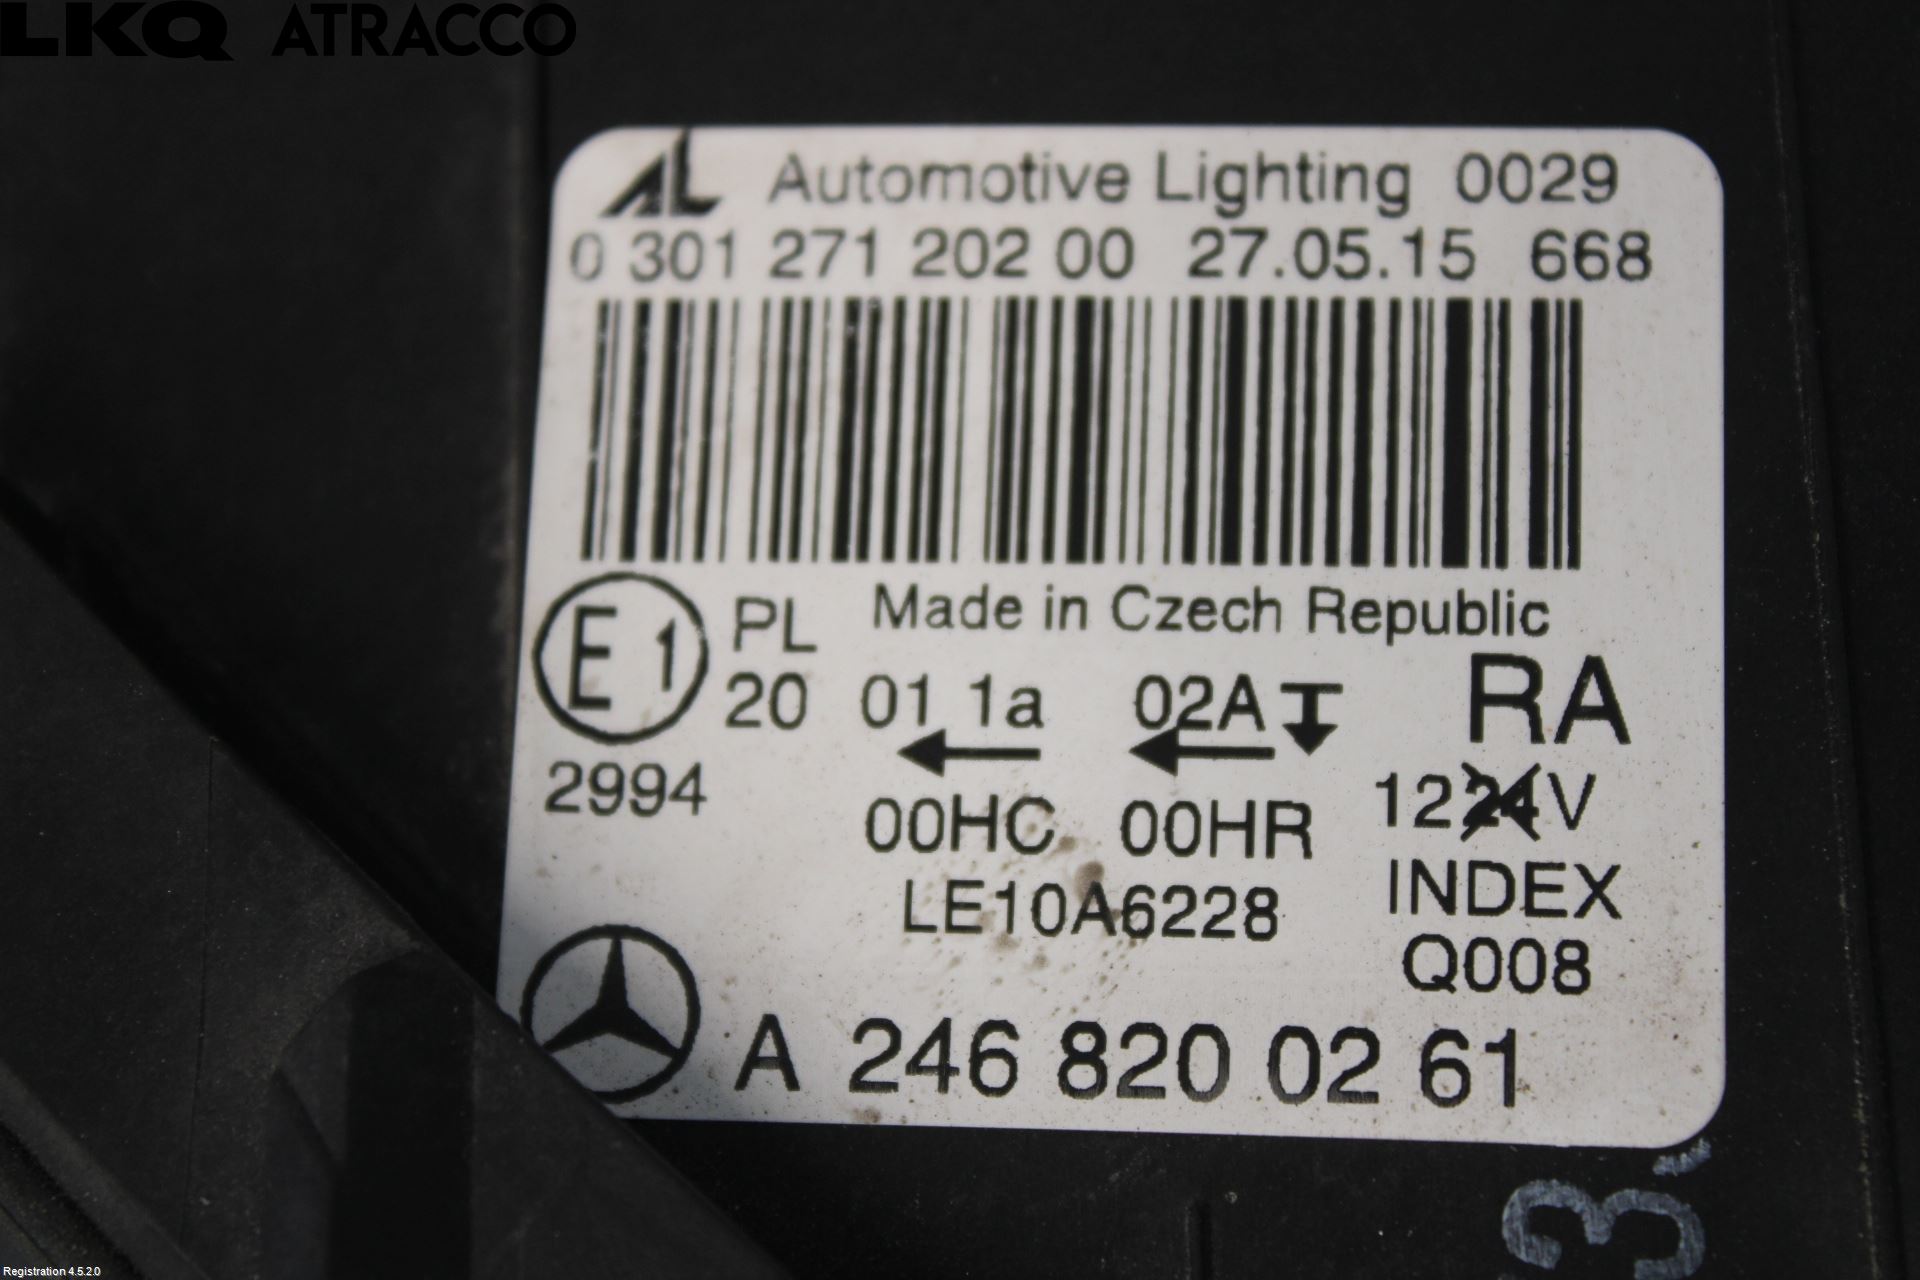 LKQ ATRACCO
AL Automotive Lighting 0029
0 301 271 202 00 27.05.15 668
Made in Czech Republic
E1 PL
20 01 1a 02A RA
2994 00HC 00HR 1224V
LE10A6228 INDEX
Q008
A 246 820 02 61
3.
Registration 4.5.2.0